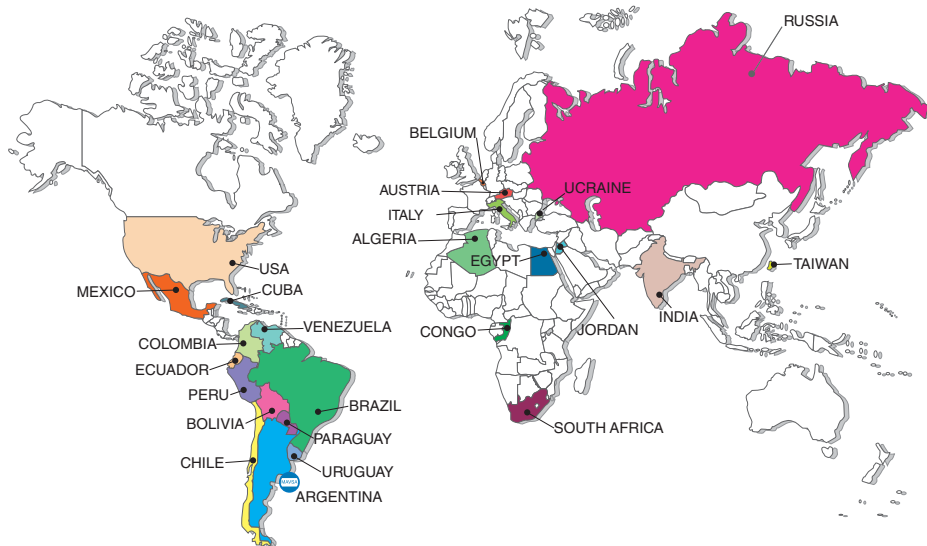 RUSSIA
BELGIUM
AUSTRIA
UCRAINE
ITALY
ALGERIA
EGYPT
TAIWAN
USA
CUBA
MEXICO
INDIA
VENEZUELA
CONGO
JORDAN
COLOMBIA
ECUADOR
PERU
BRAZIL
BOLIVIA
SOUTH AFRICA
PARAGUAY
CHILE
URUGUAY
MAVSA
ARGENTINA